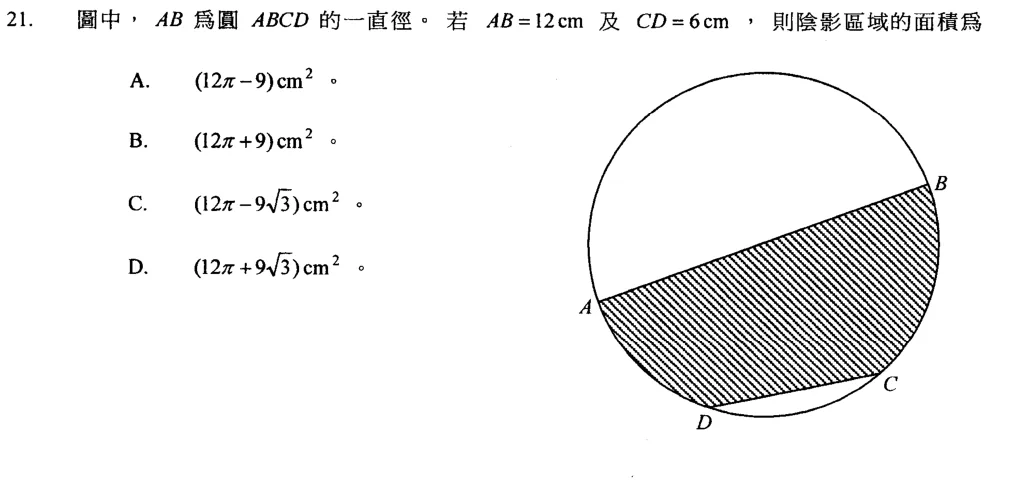 21. 圖中，AB 爲圓 ABCD 的一直徑。若 AB = 12 cm 及 CD = 6 cm ，則陰影區域的面積爲
A. (12π − 9) cm² 。
B. (12π + 9) cm² 。
C. (12π − 9√3) cm² 。
D. (12π + 9√3) cm² 。
B
A
C
D